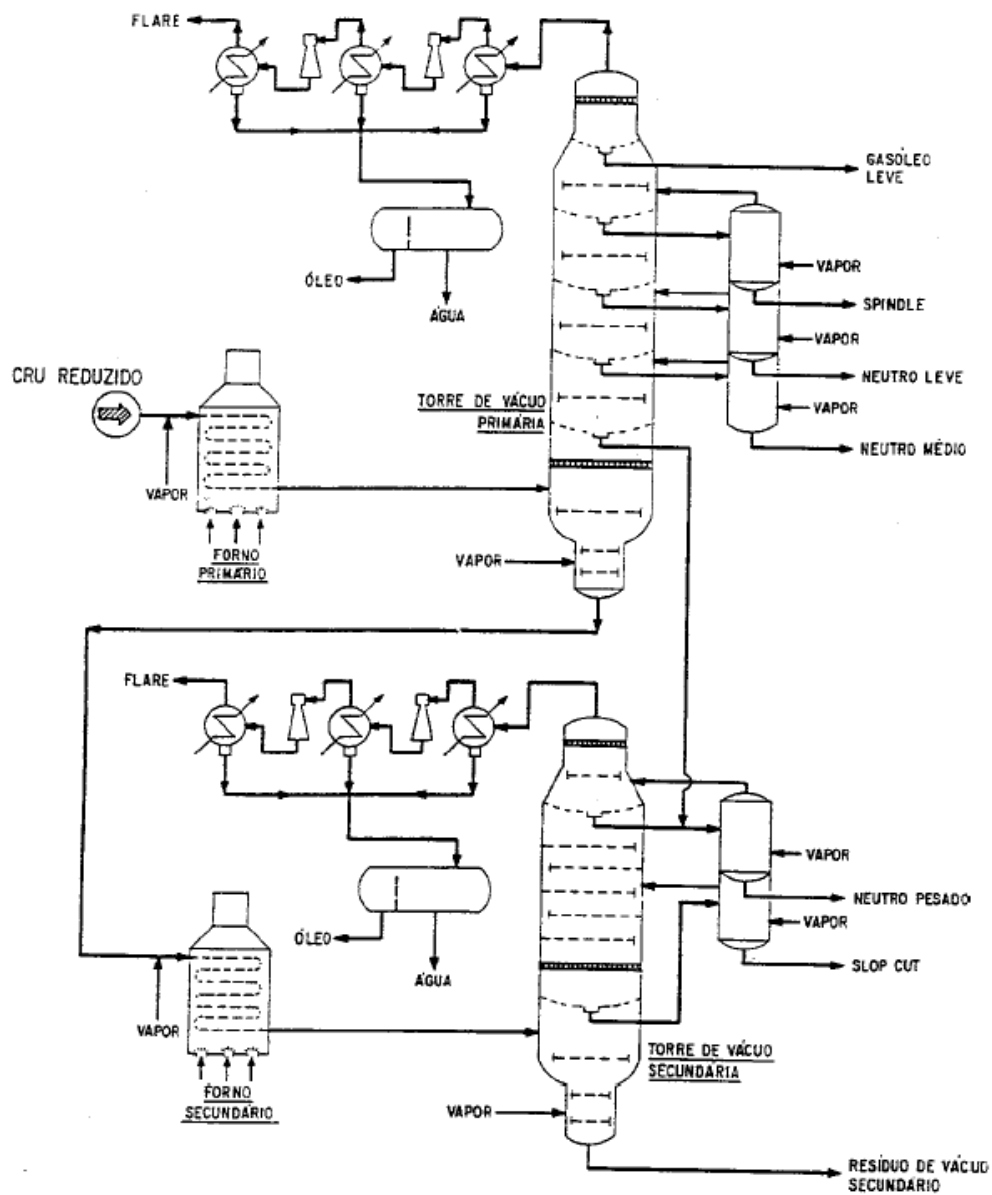 FLARE
GASÓLEO
LEVE
VAPOR
ÓLEO
ÁGUA
SPINDLE
VAPOR
CRU REDUZIDO
TORRE DE VÁCUO
PRIMÁRIA
NEUTRO LEVE
VAPOR
NEUTRO MÉDIO
VAPOR
FORNO
PRIMÁRIO
VAPOR
FLARE
VAPOR
NEUTRO PESADO
VAPOR
ÓLEO
ÁGUA
SLOP CUT
VAPOR
TORRE DE VÁCUO
SECUNDÁRIA
FORNO
SECUNDÁRIO
VAPOR
RESÍDUO DE VÁCUO
SECUNDÁRIO